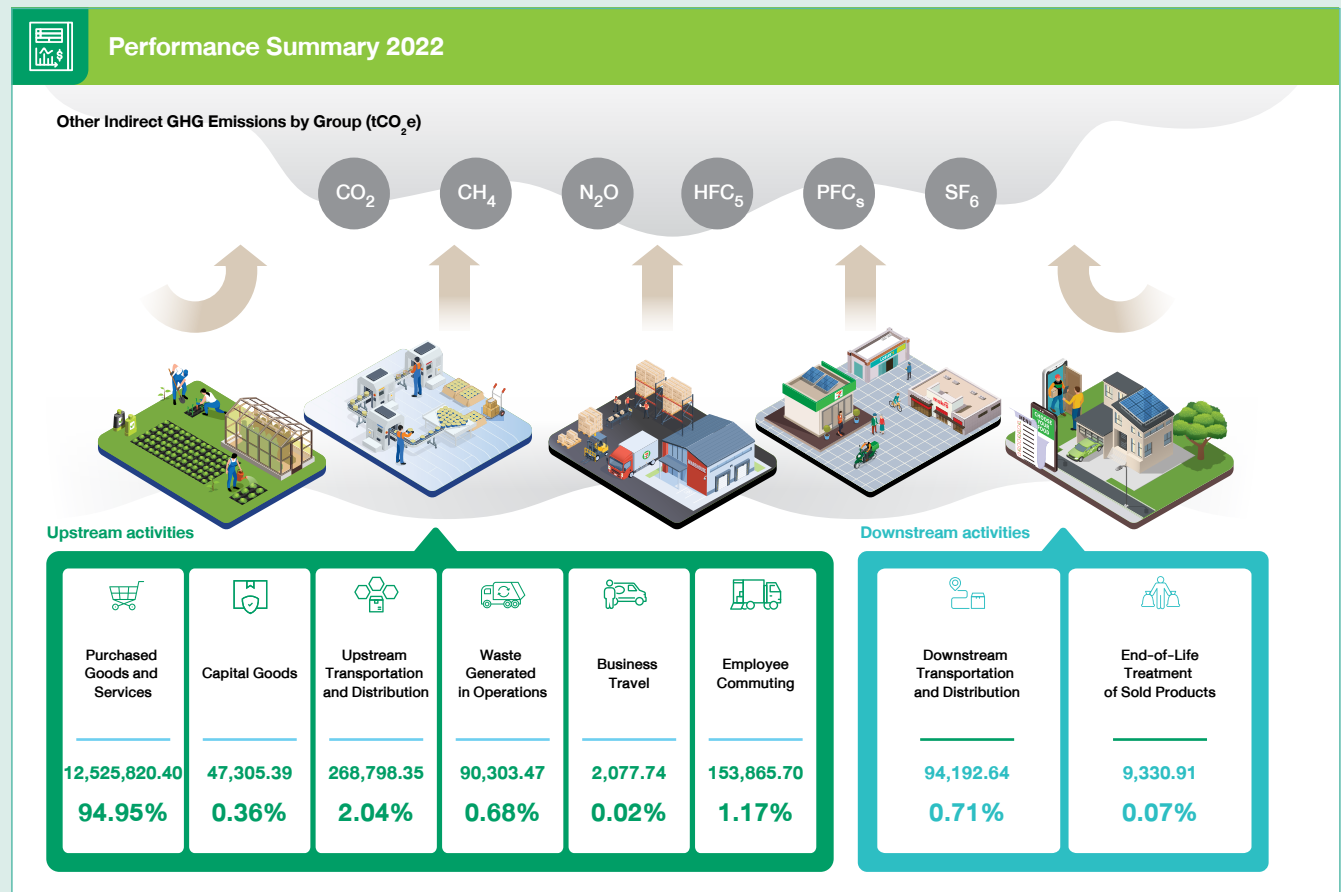 Performance Summary 2022
Other Indirect GHG Emissions by Group (tCO₂e)
CO₂
CH₄
N₂O
HFC₅
PFCₛ
SF₆
CHOOSE
YOUR
FOOD
Upstream activities
Purchased
Goods and
Services
12,525,820.40
94.95%
Capital Goods
47,305.39
0.36%
Upstream
Transportation
and Distribution
268,798.35
2.04%
Waste
Generated
in Operations
90,303.47
0.68%
Business
Travel
2,077.74
0.02%
Employee
Commuting
153,865.70
1.17%
Downstream activities
Downstream
Transportation
and Distribution
94,192.64
0.71%
End-of-Life
Treatment
of Sold Products
9,330.91
0.07%